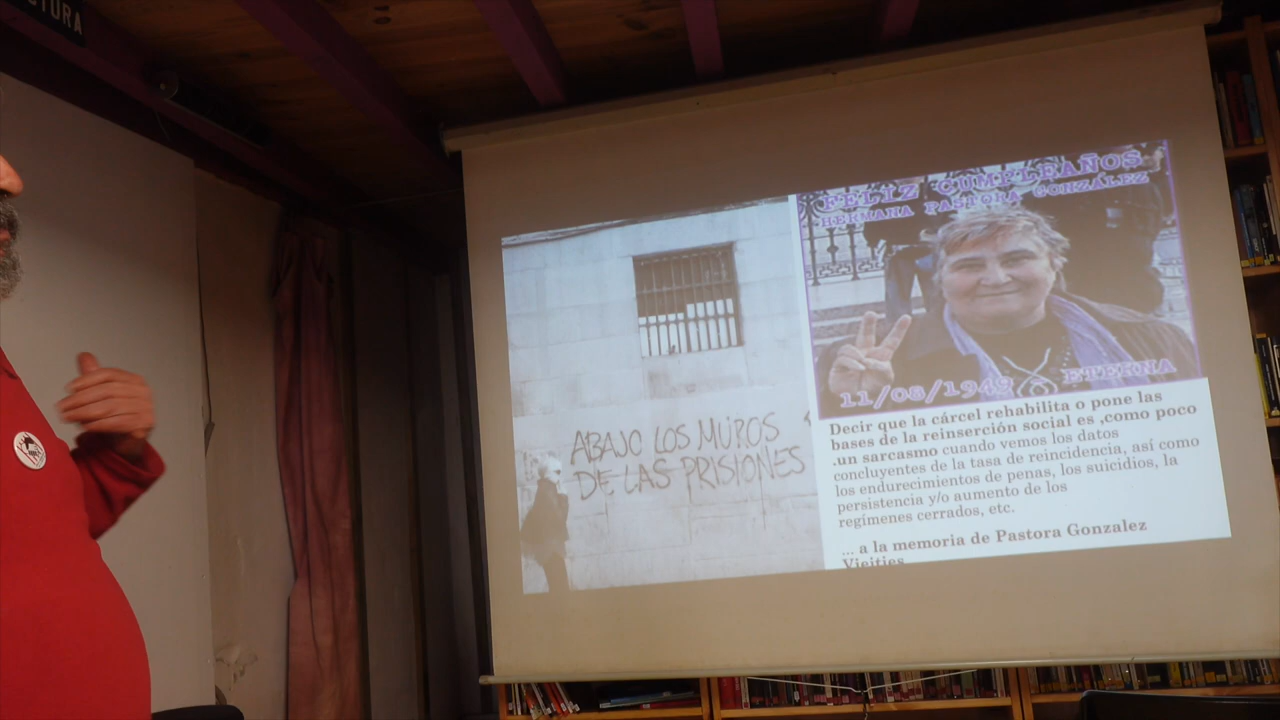 ABAJO LOS MUROS
DE LAS PRISIONES
FELIZ CUMPLEAÑOS
HERMANA PASTORA GONZÁLEZ
11/08/1949 ETERNA
Decir que la cárcel rehabilita o pone las
bases de la reinserción social es ,como poco
.un sarcasmo cuando vemos los datos
concluyentes de la tasa de reincidencia, así como
los endurecimientos de penas, los suicidios, la
persistencia y/o aumento de los
regímenes cerrados, etc.
... a la memoria de Pastora Gonzalez
Vieities